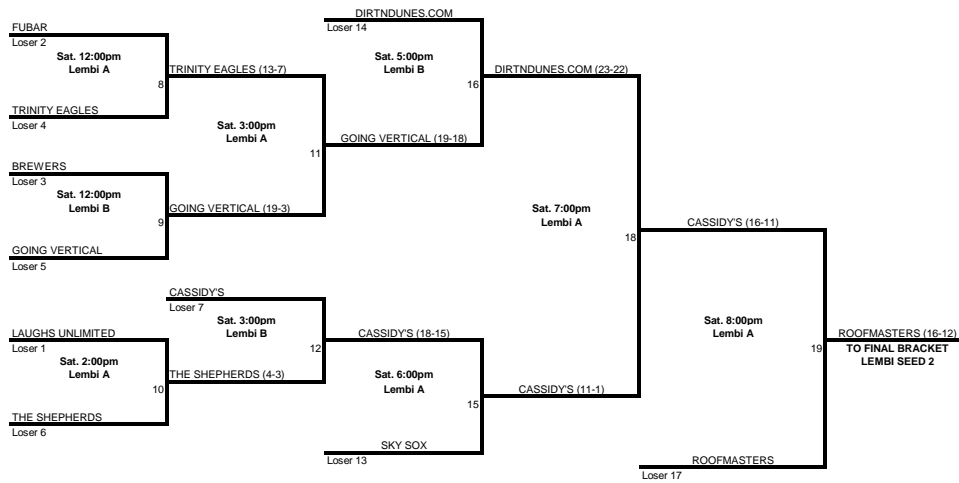 DIRTNDUNES.COM
Loser 14
FUBAR
Loser 2
Sat. 12:00pm
Lembi A
8
TRINITY EAGLES
Loser 4
TRINITY EAGLES (13-7)
Sat. 5:00pm
Lembi B
16
DIRTNDUNES.COM (23-22)
Sat. 3:00pm
Lembi A
11
GOING VERTICAL (19-18)
BREWERS
Loser 3
Sat. 12:00pm
Lembi B
9
GOING VERTICAL
Loser 5
GOING VERTICAL (19-3)
Sat. 7:00pm
Lembi A
18
CASSIDY'S (16-11)
CASSIDY'S
Loser 7
Sat. 3:00pm
Lembi B
12
LAUGHS UNLIMITED
Loser 1
Sat. 2:00pm
Lembi A
10
THE SHEPHERDS
Loser 6
THE SHEPHERDS (4-3)
CASSIDY'S (18-15)
Sat. 6:00pm
Lembi A
15
CASSIDY'S (11-1)
SKY SOX
Loser 13
Sat. 8:00pm
Lembi A
19
ROOFMASTERS
Loser 17
ROOFMASTERS (16-12)
TO FINAL BRACKET
LEMBI SEED 2